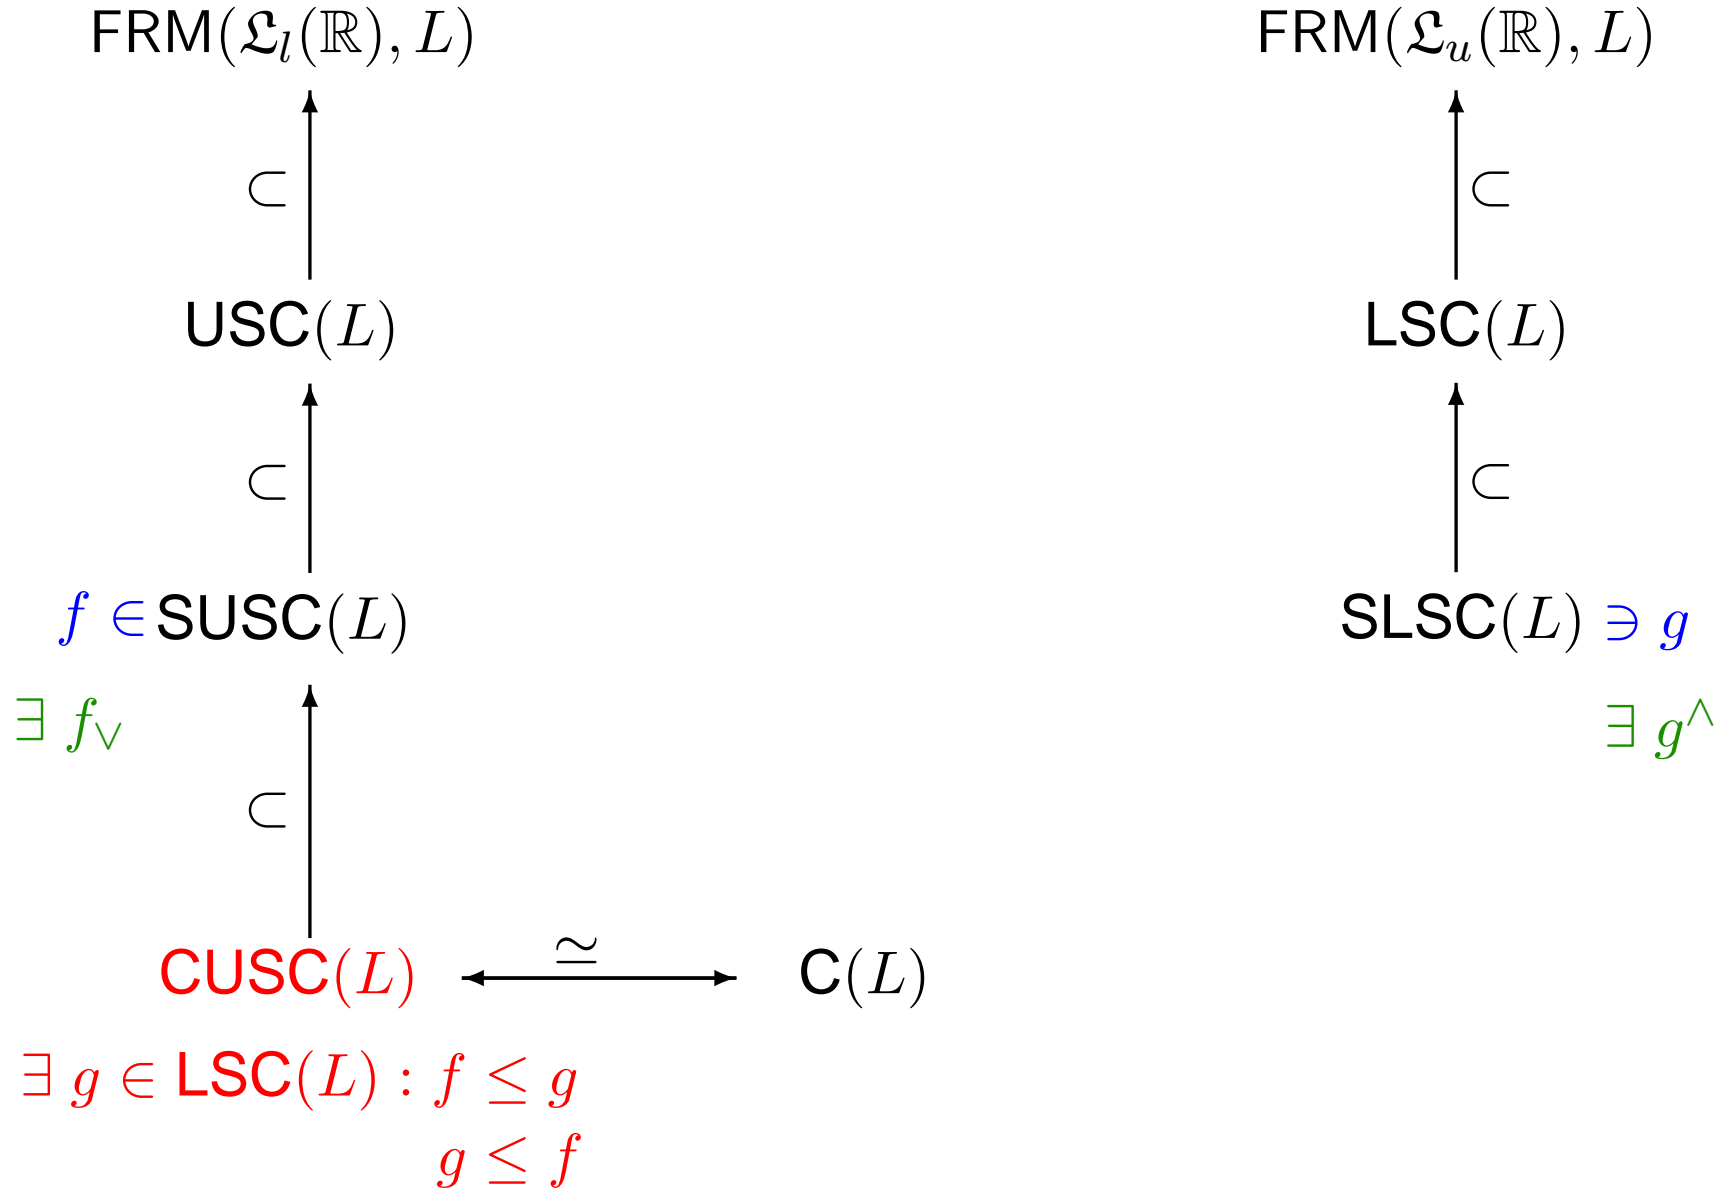 FRM(𝔏_l(ℝ), L) FRM(𝔏_u(ℝ), L)
⊂ ⊂
USC(L) LSC(L)
⊂ ⊂
f ∈ SUSC(L) SLSC(L) ∋ g
∃ f_∨ ∃ g^∧
⊂
≃
CUSC(L) C(L)
∃ g ∈ LSC(L) : f ≤ g
g ≤ f